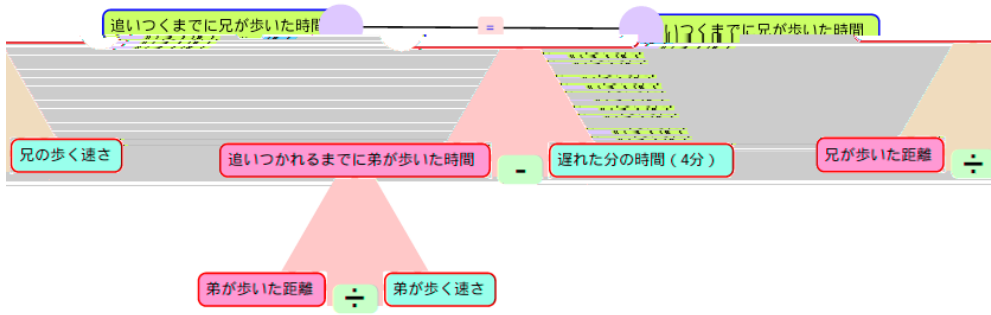 追いつくまでに兄が歩いた時間
=
いつくまでに兄が歩いた時間
兄の歩く速さ
追いつかれるまでに弟が歩いた時間
-
遅れた分の時間(4分)
兄が歩いた距離
÷
弟が歩いた距離
÷
弟が歩く速さ